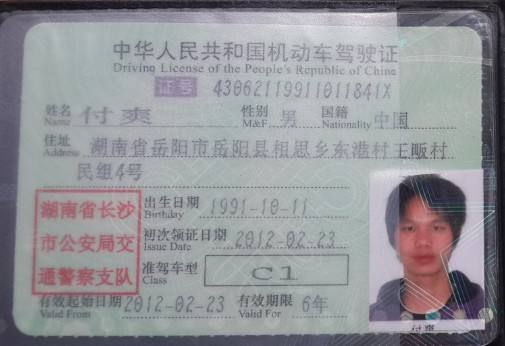 中华人民共和国机动车驾驶证
Driving License of the People's Republic of China
证号 43062119911011841X
姓名 付爽 性别 男 国籍 中国
Name M&F Nationality
住址 湖南省岳阳市岳阳县相思乡东港村王畈村
Address
民组4号
湖南省长沙
市公安局交
通警察支队
出生日期 1991-10-11
Birthday
初次领证日期 2012-02-23
Issue Date
准驾车型 C1
Class
有效起始日期 2012-02-23 有效期限 6年
Valid From Valid For
付爽